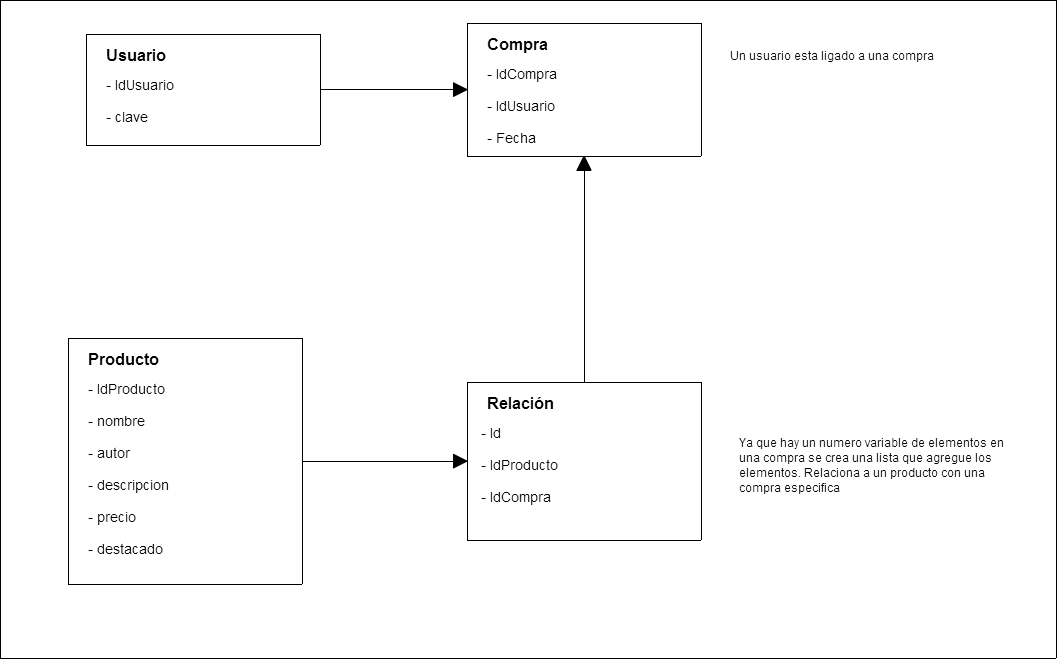 Usuario
- IdUsuario
- clave
Compra
- IdCompra
- IdUsuario
- Fecha
Un usuario esta ligado a una compra
Producto
- IdProducto
- nombre
- autor
- descripcion
- precio
- destacado
Relación
- Id
- IdProducto
- IdCompra
Ya que hay un numero variable de elementos en
una compra se crea una lista que agregue los
elementos. Relaciona a un producto con una
compra especifica